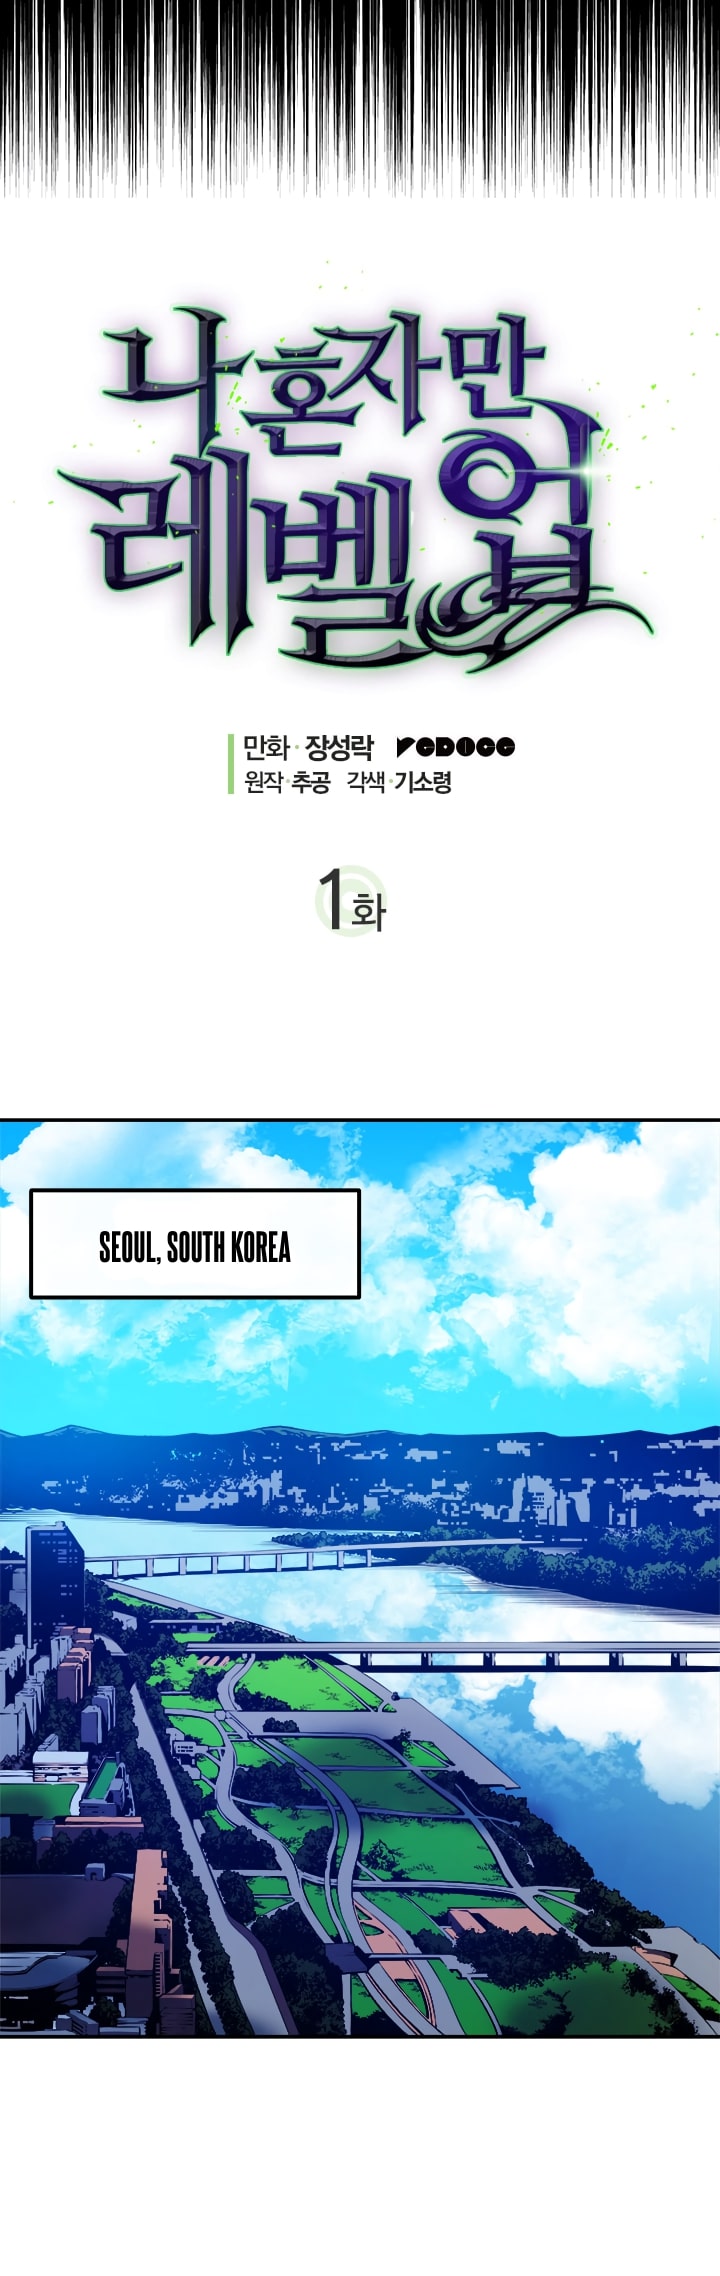 나 혼자만
레벨업
만화·장성락 REDICE
원작·추공 각색·기소령
1화
SEOUL, SOUTH KOREA